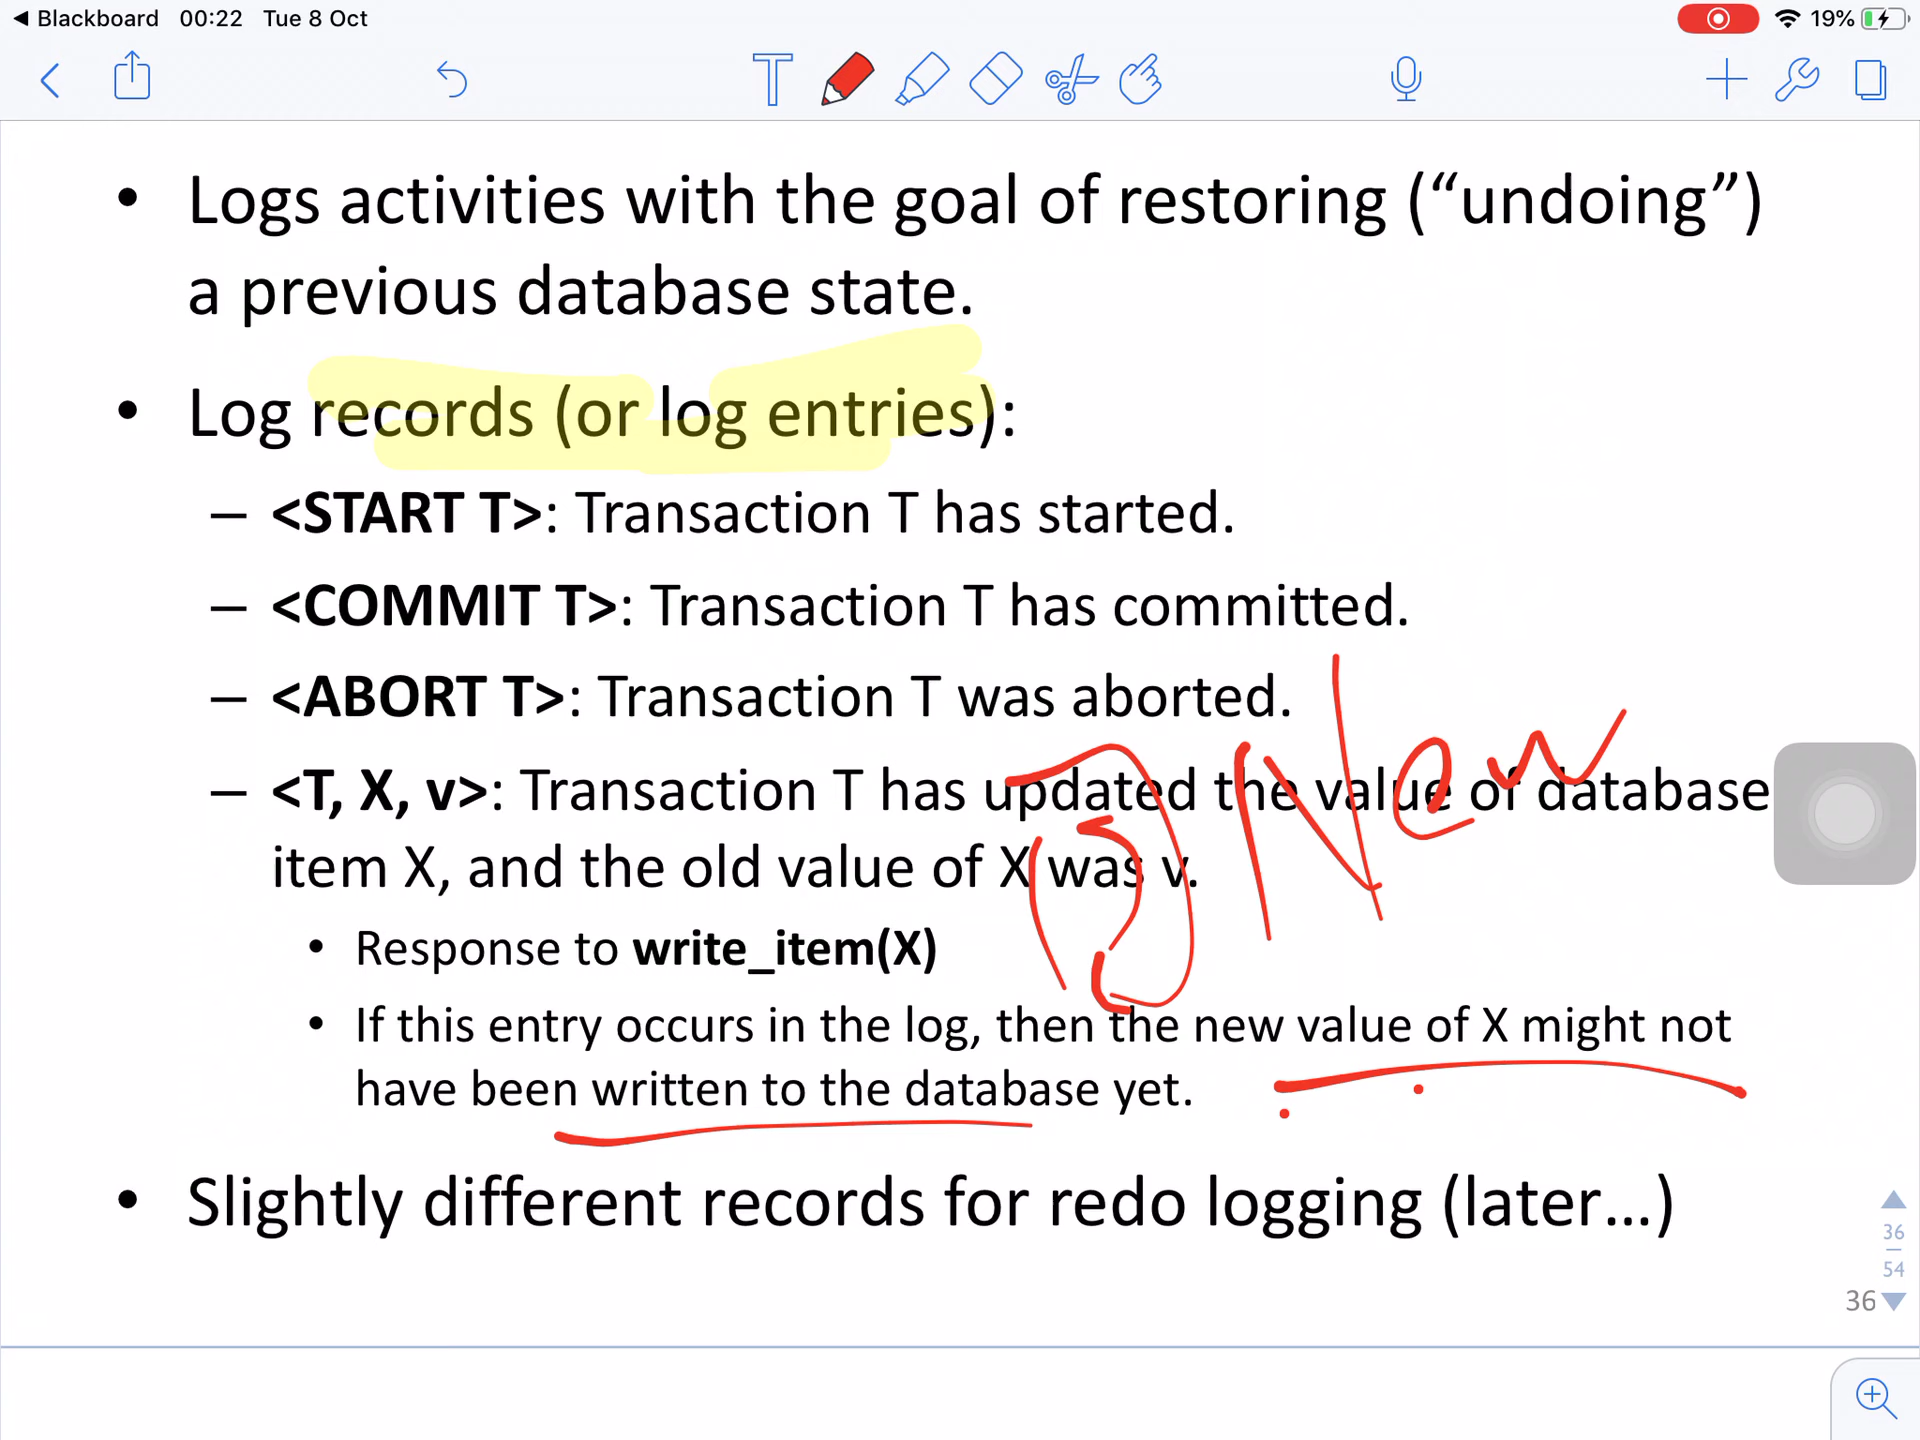 Blackboard 00:22 Tue 8 Oct 19%
T
• Logs activities with the goal of restoring (“undoing”)
a previous database state.
• Log records (or log entries):
– <START T>: Transaction T has started.
– <COMMIT T>: Transaction T has committed.
– <ABORT T>: Transaction T was aborted.
New
– <T, X, v>: Transaction T has updated the value of database
item X, and the old value of X was v.
• Response to write_item(X)
• If this entry occurs in the log, then the new value of X might not
have been written to the database yet.
• Slightly different records for redo logging (later...)
36
54
36